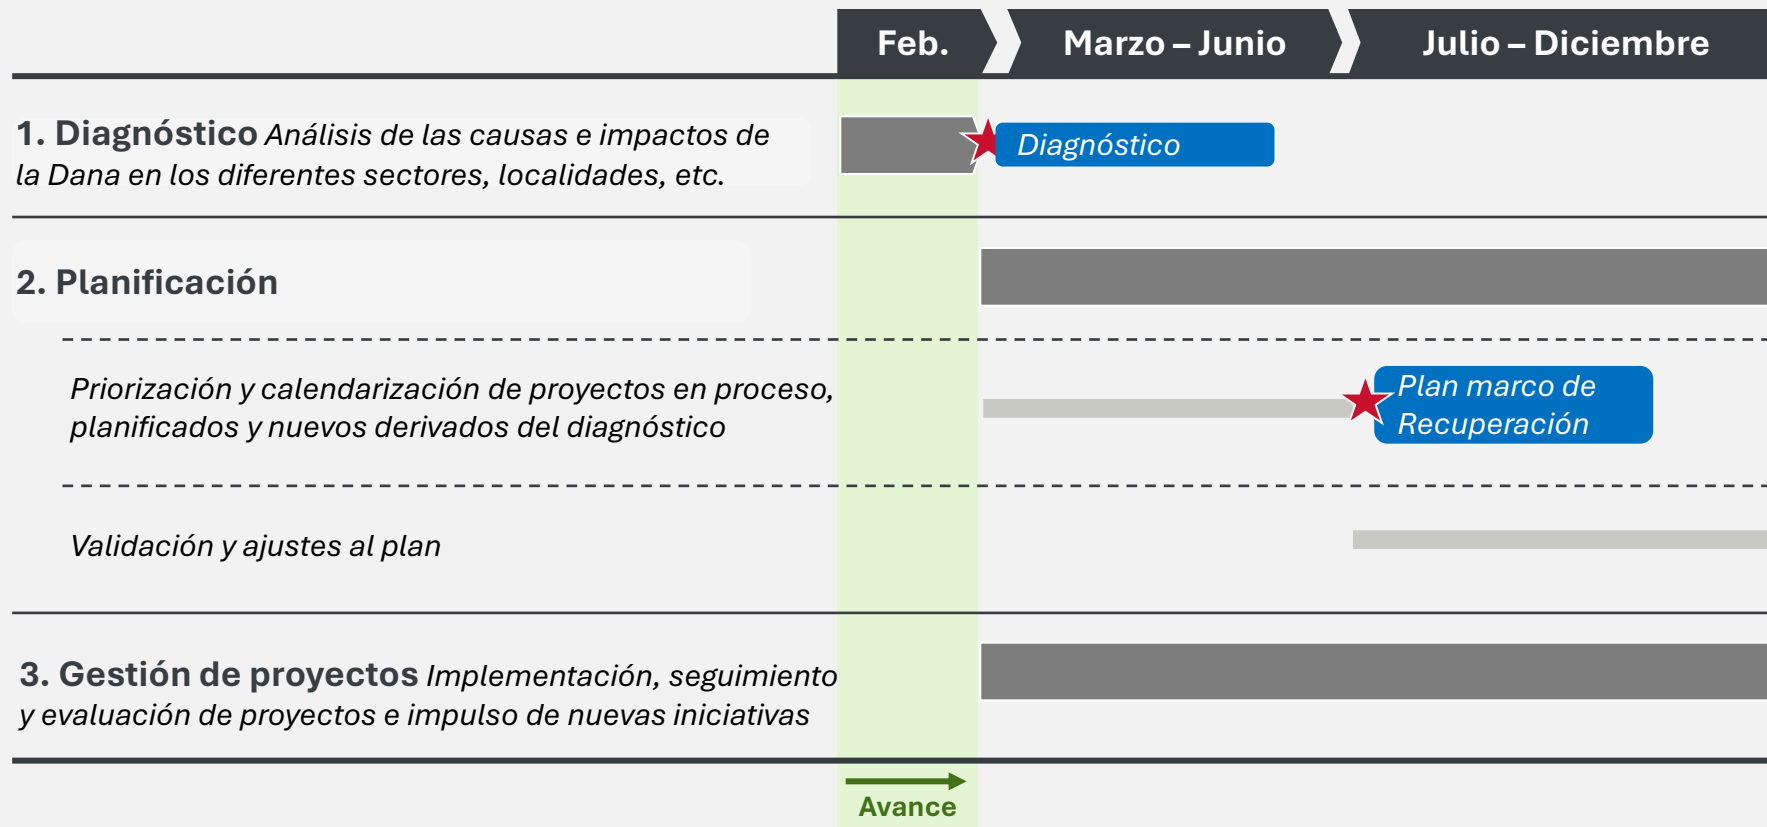 Feb.
Marzo – Junio
Julio – Diciembre
1. Diagnóstico Análisis de las causas e impactos de
la Dana en los diferentes sectores, localidades, etc.
Diagnóstico
2. Planificación
Priorización y calendarización de proyectos en proceso,
planificados y nuevos derivados del diagnóstico
Plan marco de
Recuperación
Validación y ajustes al plan
3. Gestión de proyectos Implementación, seguimiento
y evaluación de proyectos e impulso de nuevas iniciativas
Avance